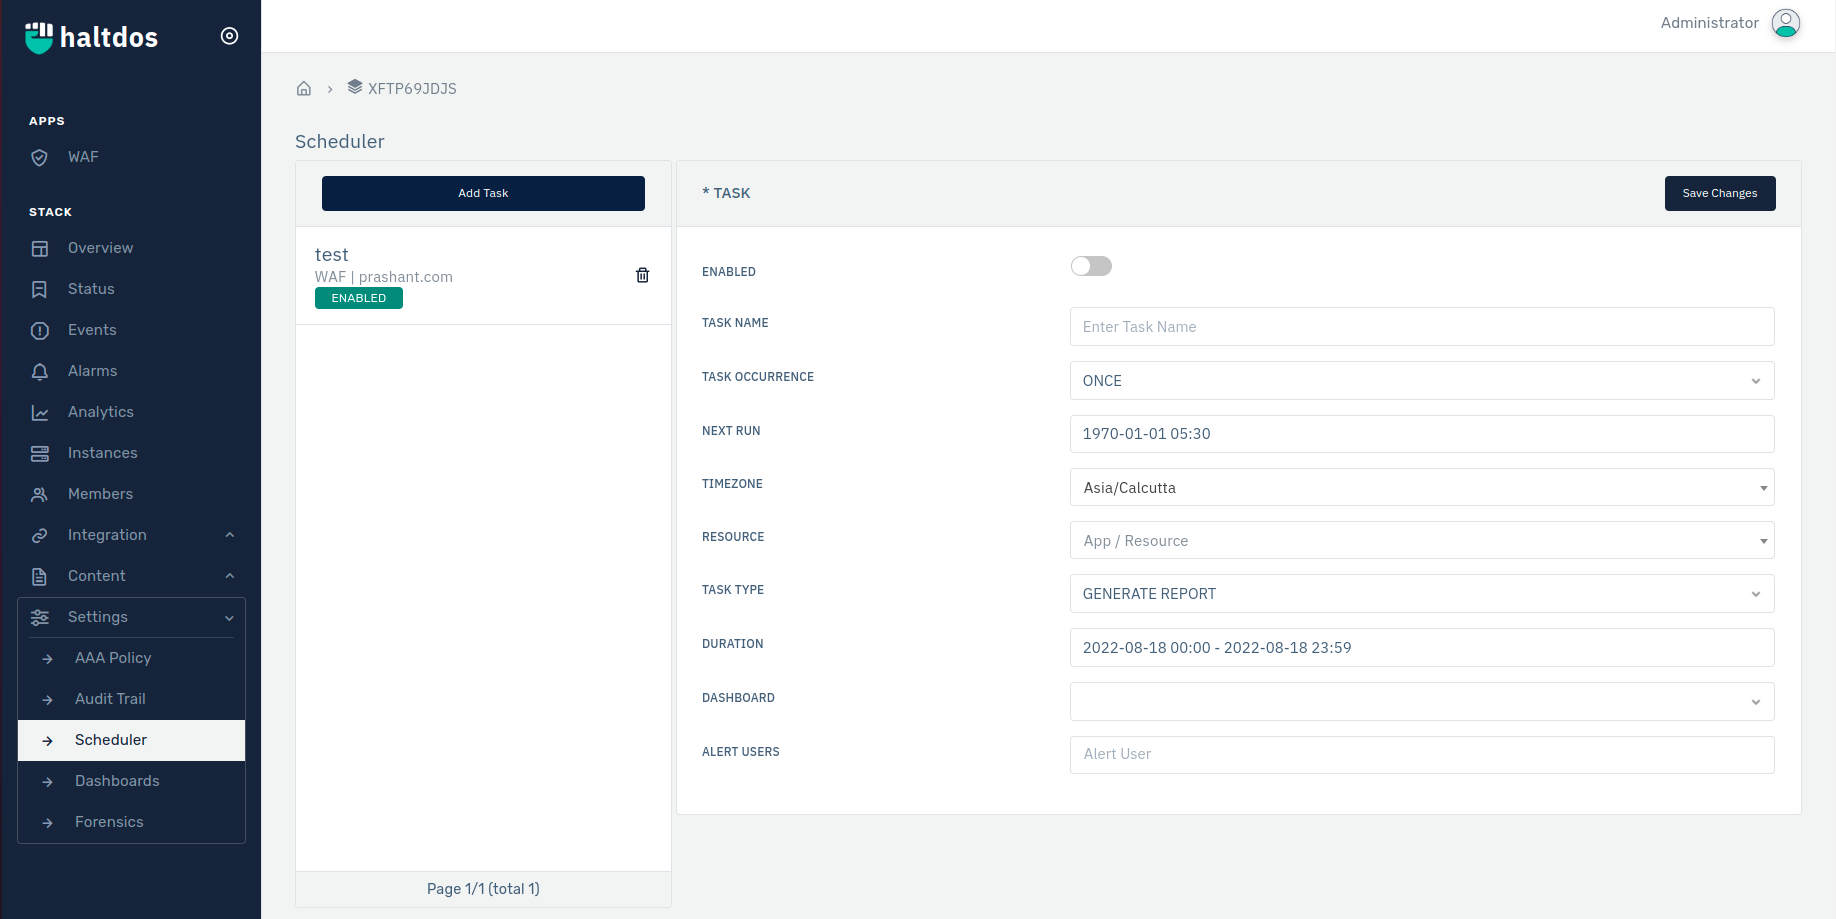 haltdos
Administrator
XFTP69JDJS
APPS
WAF
STACK
Overview
Status
Events
Alarms
Analytics
Instances
Members
Integration
Content
Settings
AAA Policy
Audit Trail
Scheduler
Dashboards
Forensics
Scheduler
Add Task
test
WAF | prashant.com
ENABLED
Page 1/1 (total 1)
* TASK
Save Changes
ENABLED
TASK NAME
Enter Task Name
TASK OCCURRENCE
ONCE
NEXT RUN
1970-01-01 05:30
TIMEZONE
Asia/Calcutta
RESOURCE
App / Resource
TASK TYPE
GENERATE REPORT
DURATION
2022-08-18 00:00 - 2022-08-18 23:59
DASHBOARD
ALERT USERS
Alert User